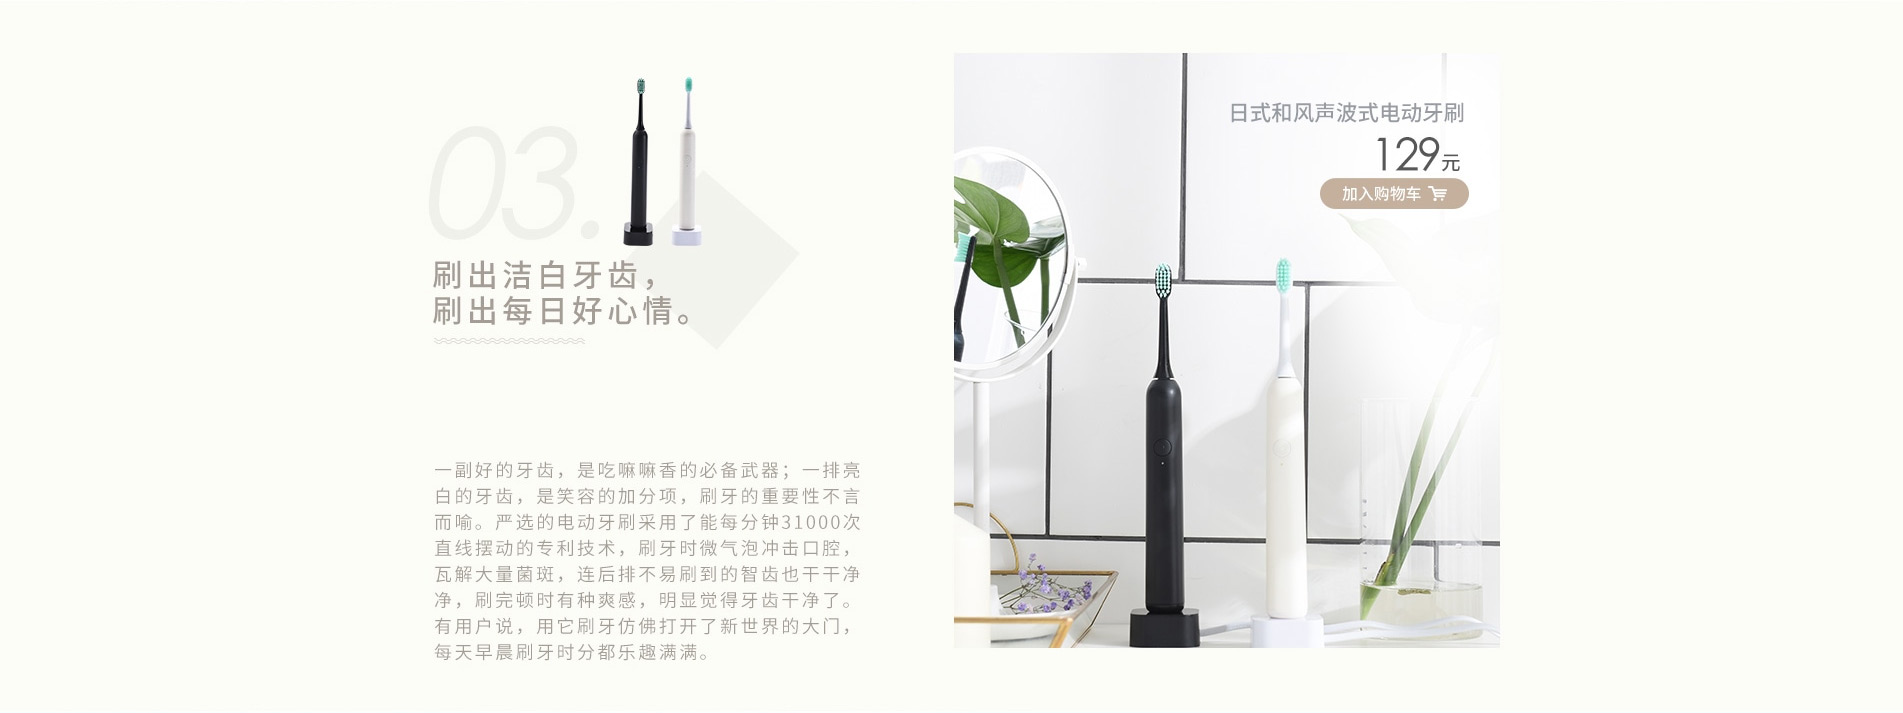 03.
刷出洁白牙齿，
刷出每日好心情。
一副好的牙齿，是吃嘛嘛香的必备武器；一排亮
白的牙齿，是笑容的加分项，刷牙的重要性不言
而喻。严选的电动牙刷采用了能每分钟31000次
直线摆动的专利技术，刷牙时微气泡冲击口腔，
瓦解大量菌斑，连后排不易刷到的智齿也干干净
净，刷完顿时有种爽感，明显觉得牙齿干净了。
有用户说，用它刷牙仿佛打开了新世界的大门，
每天早晨刷牙时分都乐趣满满。
日式和风声波式电动牙刷
129元
加入购物车